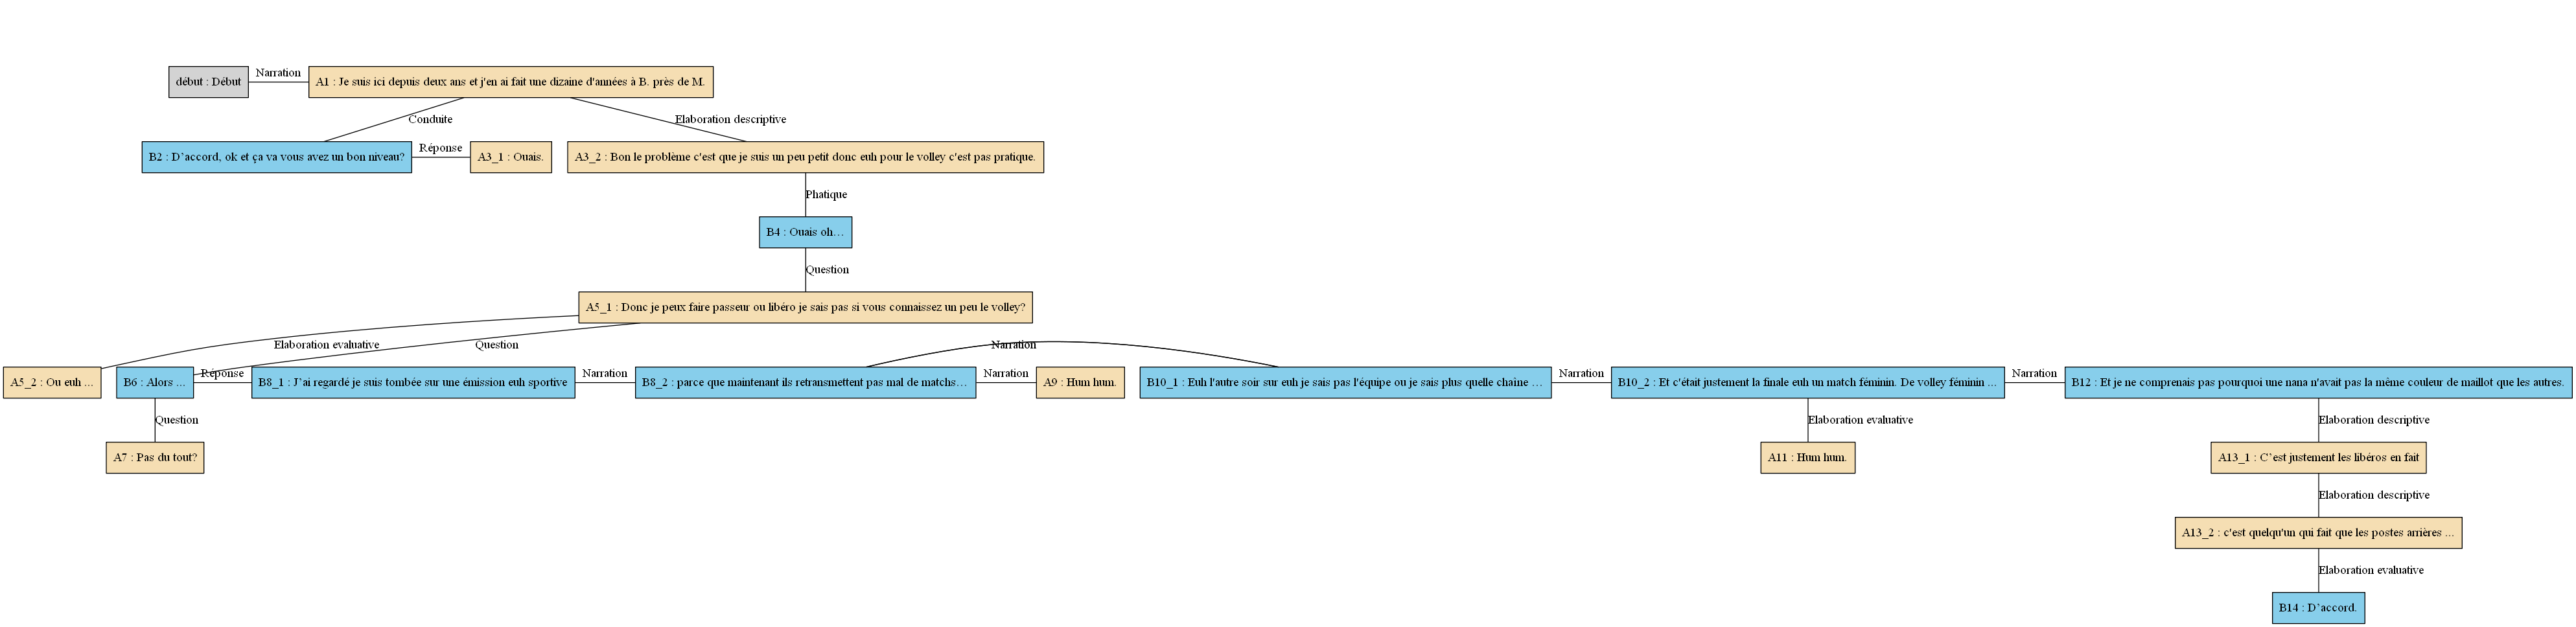 début : Début
Narration
A1 : Je suis ici depuis deux ans et j'en ai fait une dizaine d'années à B. près de M.
Conduite
Elaboration descriptive
B2 : D’accord, ok et ça va vous avez un bon niveau?
Réponse
A3_1 : Ouais.
A3_2 : Bon le problème c'est que je suis un peu petit donc euh pour le volley c'est pas pratique.
Phatique
B4 : Ouais oh…
Question
A5_1 : Donc je peux faire passeur ou libéro je sais pas si vous connaissez un peu le volley?
Elaboration evaluative
Question
Narration
A5_2 : Ou euh ...
B6 : Alors ...
Réponse
B8_1 : J’ai regardé je suis tombée sur une émission euh sportive
Narration
B8_2 : parce que maintenant ils retransmettent pas mal de matchs…
Narration
A9 : Hum hum.
B10_1 : Euh l'autre soir sur euh je sais pas l'équipe ou je sais plus quelle chaîne …
Narration
B10_2 : Et c'était justement la finale euh un match féminin. De volley féminin ...
Narration
B12 : Et je ne comprenais pas pourquoi une nana n'avait pas la même couleur de maillot que les autres.
Question
Elaboration evaluative
Elaboration descriptive
A7 : Pas du tout?
A11 : Hum hum.
A13_1 : C’est justement les libéros en fait
Elaboration descriptive
A13_2 : c'est quelqu'un qui fait que les postes arrières ...
Elaboration evaluative
B14 : D’accord.